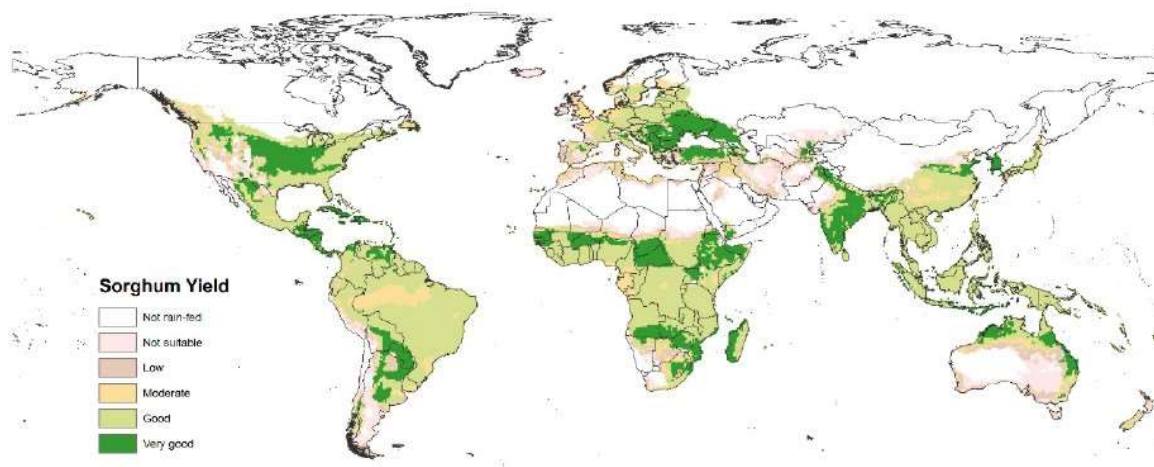 Sorghum Yield
Not rain-fed
Not suitable
Low
Moderate
Good
Very good